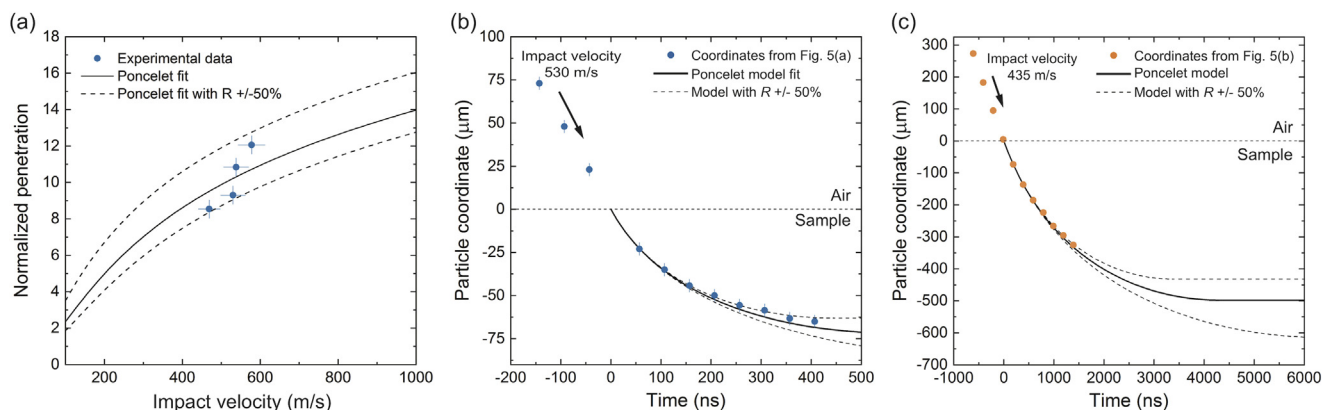 (a)
18
16
14
12
10
8
6
4
2
0
Normalized penetration
Experimental data
Poncelet fit
Poncelet fit with R +/-50%
200
400
600
800
1000
Impact velocity (m/s)
(b)
100
75
50
25
0
-25
-50
-75
Particle coordinate (μm)
Impact velocity
530 m/s
Coordinates from Fig. 5(a)
Poncelet model fit
Model with R +/- 50%
Air
Sample
-200
-100
0
100
200
300
400
500
Time (ns)
(c)
300
200
100
0
-100
-200
-300
-400
-500
-600
-700
Particle coordinate (μm)
Impact velocity
435 m/s
Coordinates from Fig. 5(b)
Poncelet model
Model with R +/- 50%
Air
Sample
-1000
0
1000
2000
3000
4000
5000
6000
Time (ns)